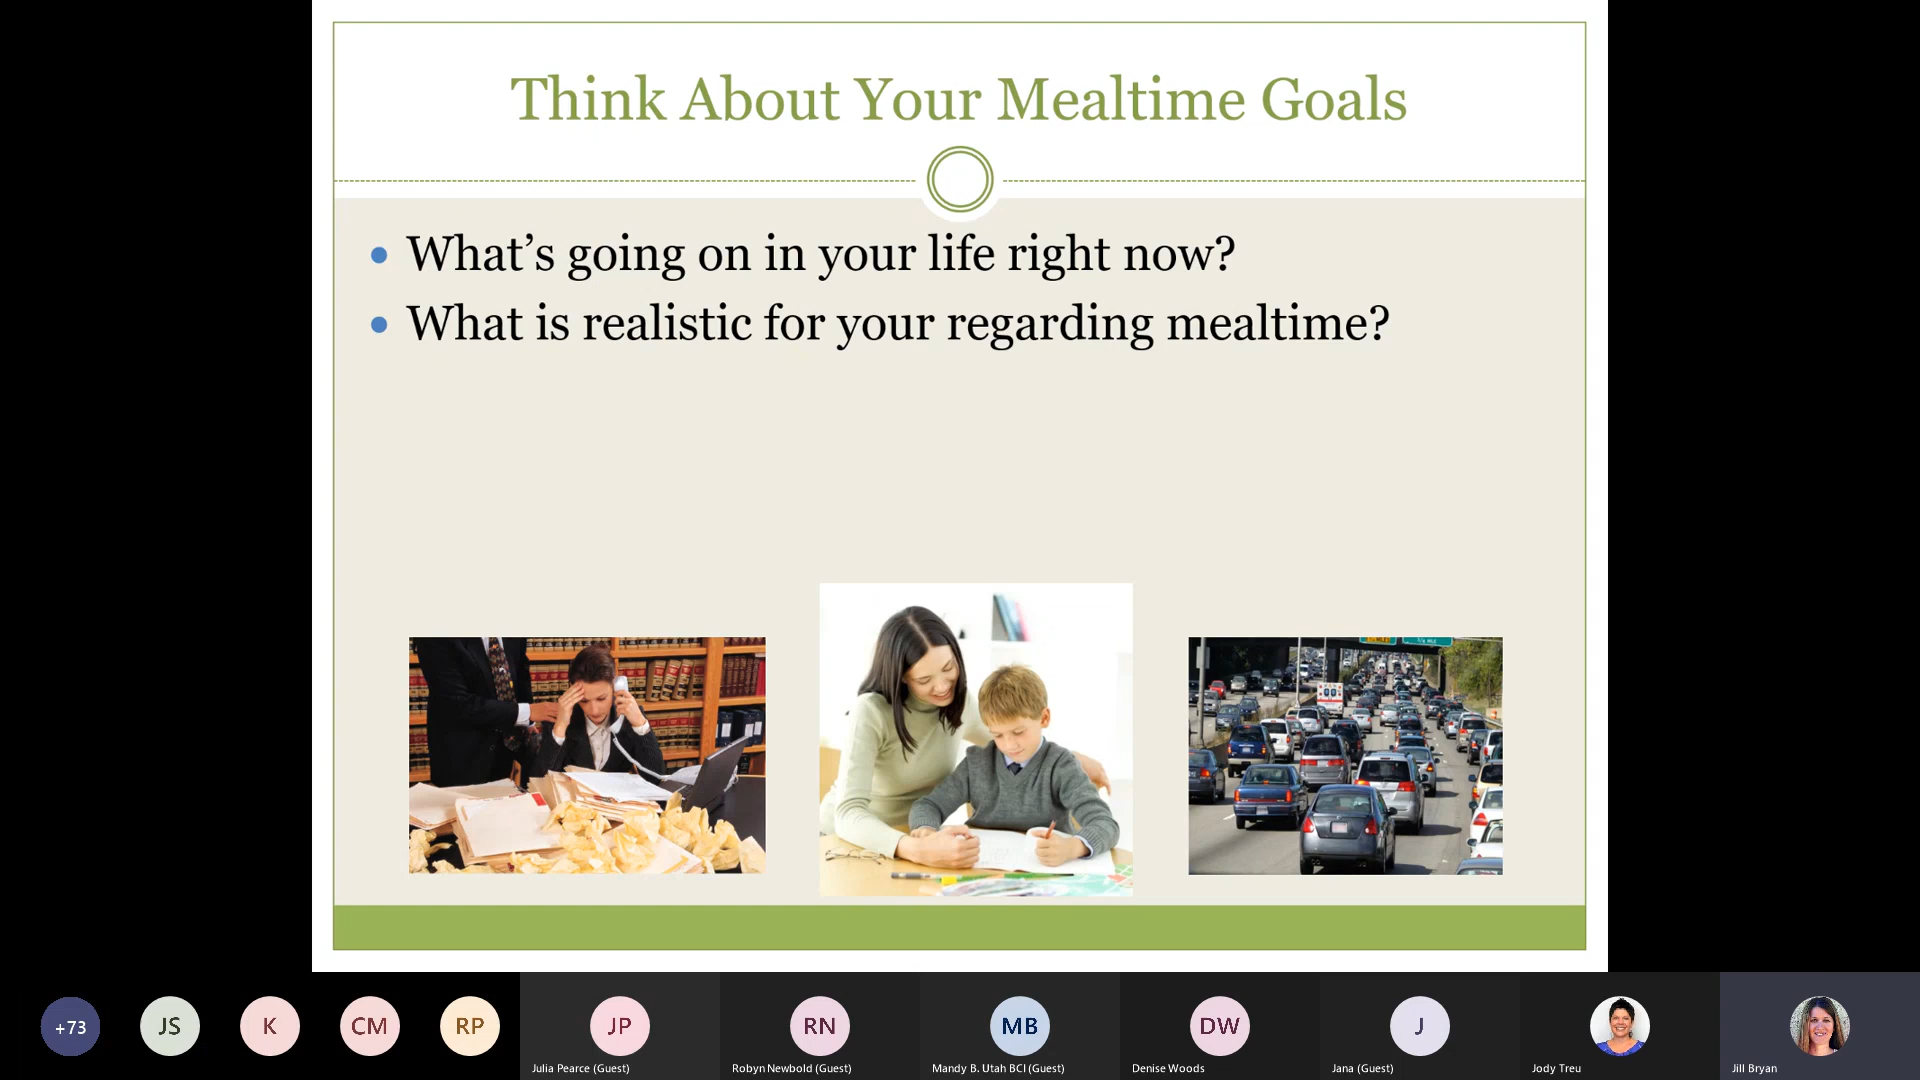 Think About Your Mealtime Goals
What’s going on in your life right now?
What is realistic for your regarding mealtime?
+73
JS
K
CM
RP
JP
RN
MB
DW
J
Julia Pearce (Guest)
Robyn Newbold (Guest)
Mandy B. Utah BCI (Guest)
Denise Woods
Jana (Guest)
Jody Treu
Jill Bryan